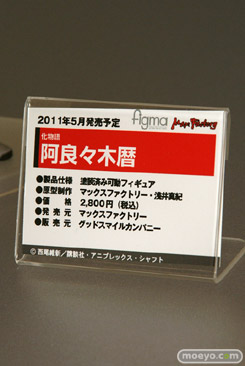 2011年5月発売予定 figma Max Factory
化物語
阿良々木暦
●製品仕様 塗装済み可動フィギュア
●原型制作 マックスファクトリー・浅井真紀
●価格 2,800円(税込)
●発売元 マックスファクトリー
●販売元 グッドスマイルカンパニー
©西尾維新/講談社・アニプレックス・シャフト
moeyo.com